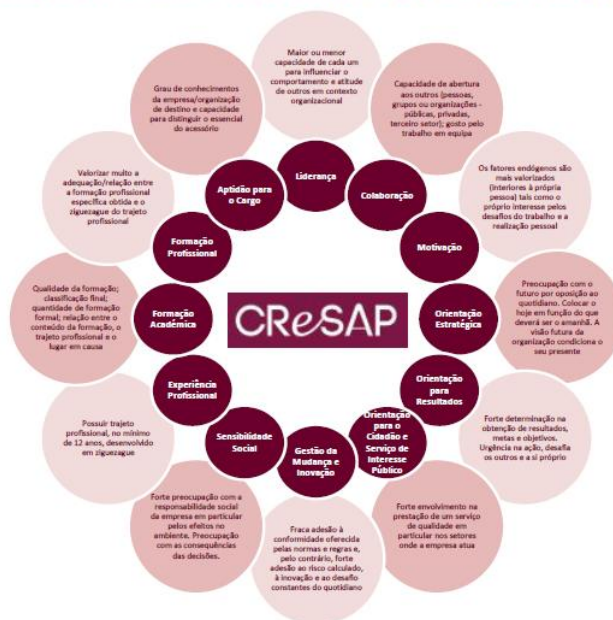 Maior ou menor
capacidade de cada um
para influenciar o
comportamento e atitude
de outros em contexto
organizacional
Liderança
Capacidade de abertura
aos outros (pessoas,
grupos ou organizações -
públicas, privadas,
terceiro setor); gosto pelo
trabalho em equipa
Colaboração
Os fatores endógenos são
mais valorizados
(interiores à própria
pessoa) tais como o
próprio interesse pelos
desafios do trabalho e a
realização pessoal
Motivação
Preocupação com o
futuro por oposição ao
quotidiano. Colocar o
hoje em função do que
deverá ser o amanhã. A
visão futura da
organização condiciona o
seu presente
Orientação
Estratégica
Forte determinação na
obtenção de resultados,
metas e objetivos.
Urgência na ação, desafia
os outros e a si próprio
Orientação
para
Resultados
Forte envolvimento na
prestação de um serviço
de qualidade em
particular nos setores
onde a empresa atua
Orientação
para o
Cidadão e
Serviço de
Interesse
Público
Fraca adesão à
conformidade oferecida
pelas normas e regras e,
pelo contrário, forte
adesão ao risco calculado,
à inovação e ao desafio
constantes do quotidiano
Gestão da
Mudança e
Inovação
Forte preocupação com a
responsabilidade social
da empresa em particular
pelos efeitos no
ambiente. Preocupação
com as consequências
das decisões.
Sensibilidade
Social
Possuir trajeto
profissional, no mínimo
de 12 anos, desenvolvido
em ziguezague
Experiência
Profissional
Qualidade da formação;
classificação final;
quantidade de formação
formal; relação entre o
conteúdo da formação, o
trajeto profissional e o
lugar em causa
Formação
Académica
Valorizar muito a
adequação/relação entre
a formação profissional
específica obtida e o
ziguezague do trajeto
profissional
Formação
Profissional
Grau de conhecimentos
da empresa/organização
de destino e capacidade
para distinguir o essencial
do acessório
Aptidão para
o Cargo
CReSAP